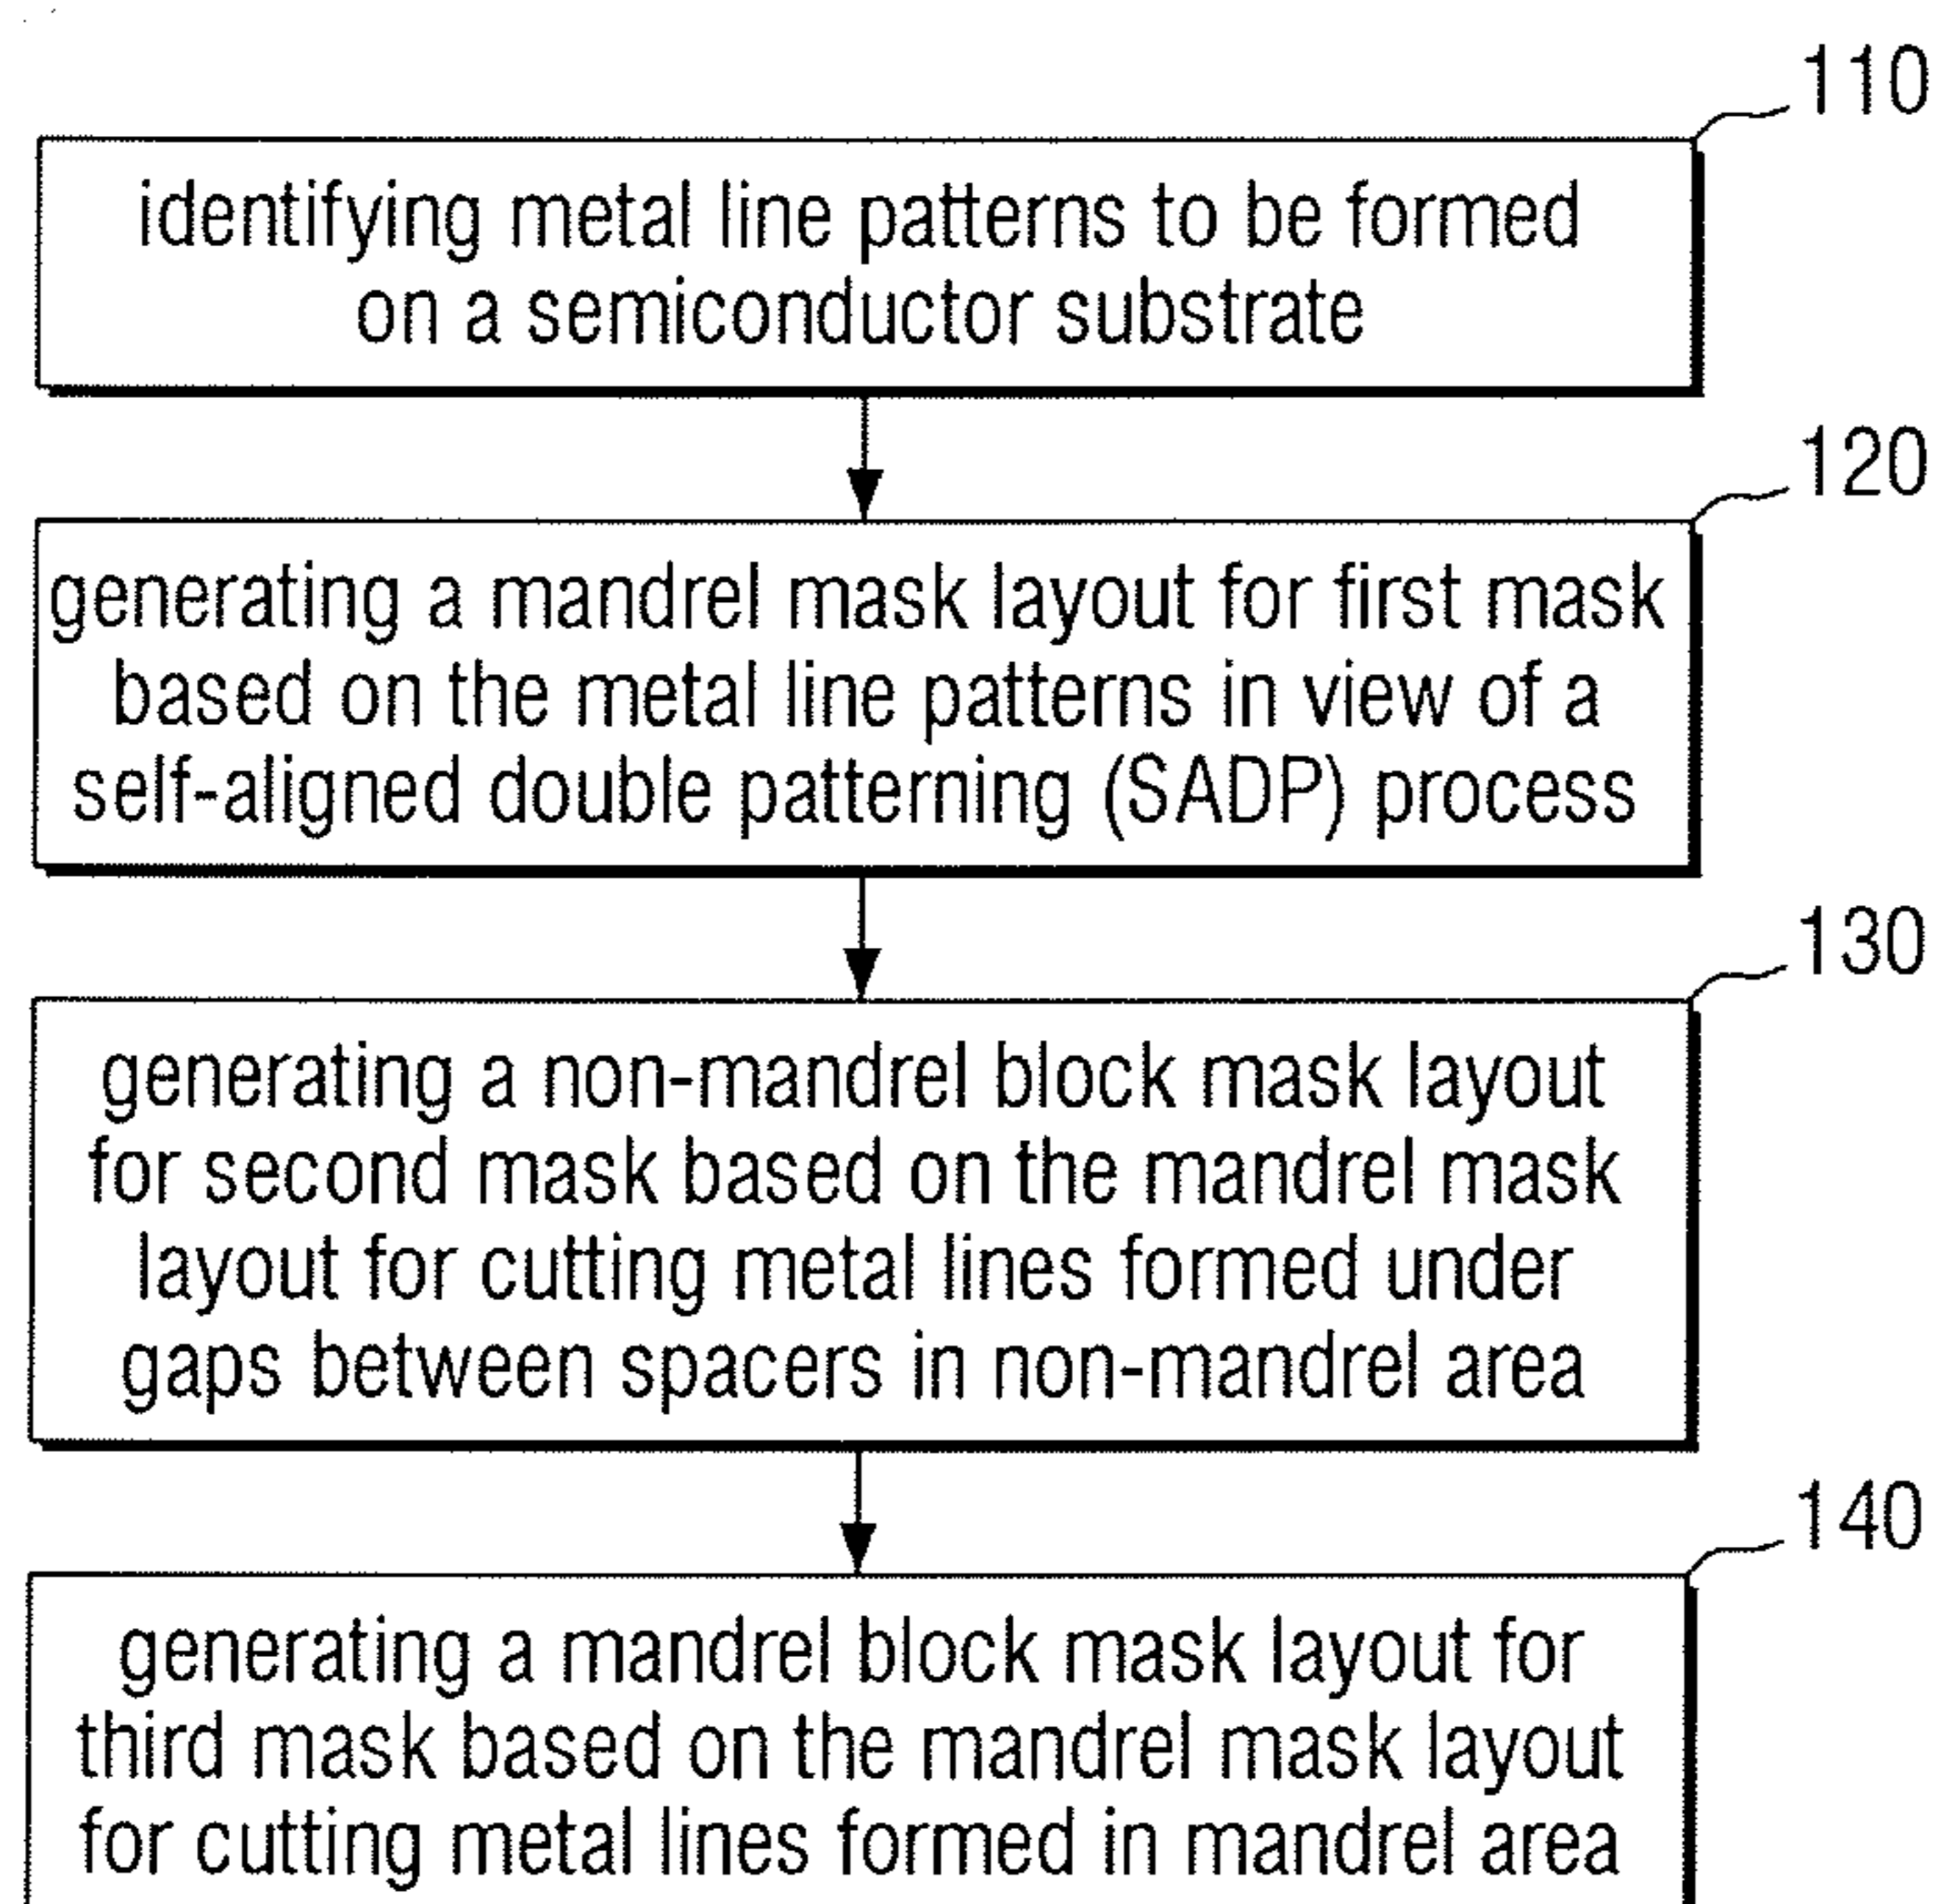 110
identifying metal line patterns to be formed
on a semiconductor substrate
120
generating a mandrel mask layout for first mask
based on the metal line patterns in view of a
self-aligned double patterning (SADP) process
130
generating a non-mandrel block mask layout
for second mask based on the mandrel mask
layout for cutting metal lines formed under
gaps between spacers in non-mandrel area
140
generating a mandrel block mask layout for
third mask based on the mandrel mask layout
for cutting metal lines formed in mandrel area